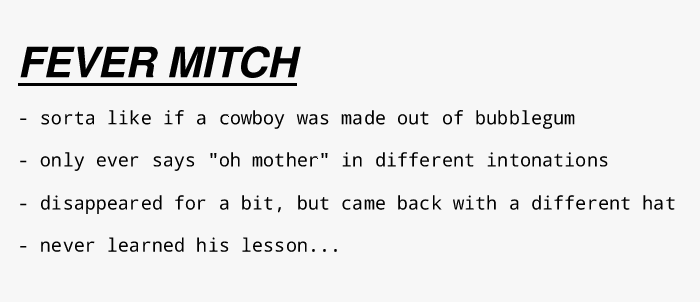 FEVER MITCH
- sorta like if a cowboy was made out of bubblegum
- only ever says "oh mother" in different intonations
- disappeared for a bit, but came back with a different hat
- never learned his lesson...